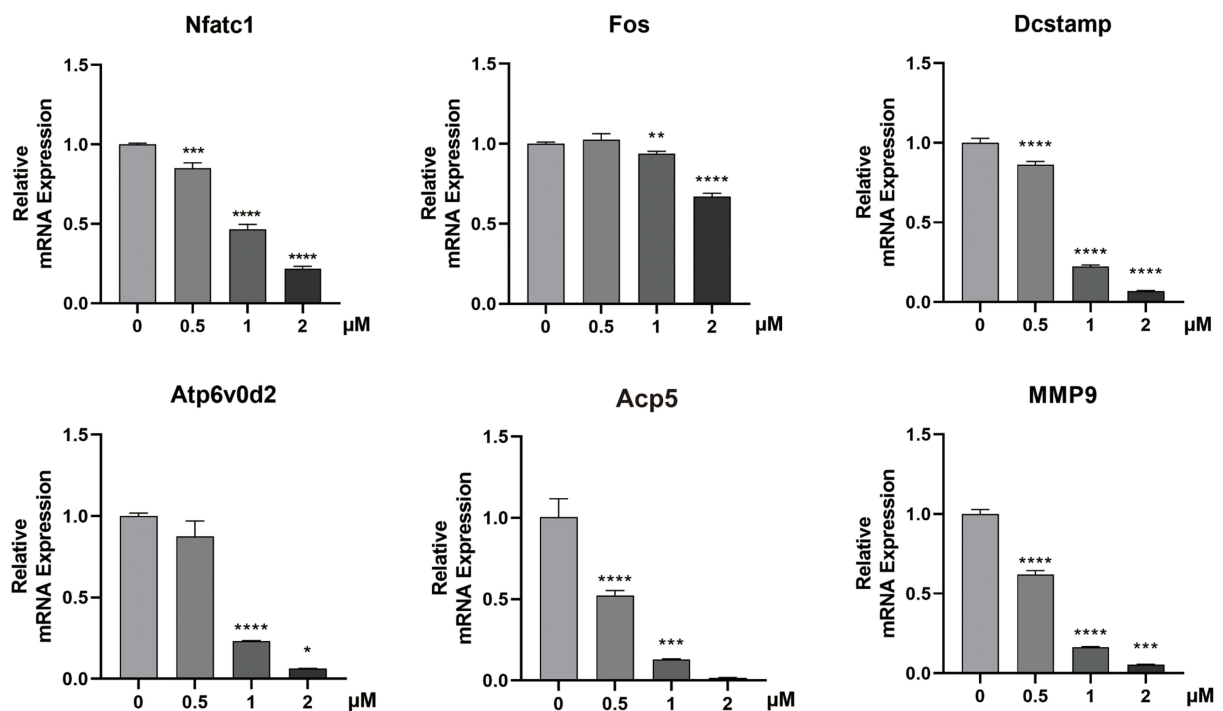 Nfatc1
Relative
mRNA Expression
1.5
1.0
0.5
0.0
***
****
****
0 0.5 1 2 μM
Fos
Relative
mRNA Expression
1.5
1.0
0.5
0.0
**
****
0 0.5 1 2 μM
Dcstamp
Relative
mRNA Expression
1.5
1.0
0.5
0.0
****
****
****
0 0.5 1 2 μM
Atp6v0d2
Relative
mRNA Expression
1.5
1.0
0.5
0.0
****
*
0 0.5 1 2 μM
Acp5
Relative
mRNA Expression
1.5
1.0
0.5
0.0
****
***
0 0.5 1 2 μM
MMP9
Relative
mRNA Expression
1.5
1.0
0.5
0.0
****
****
***
0 0.5 1 2 μM